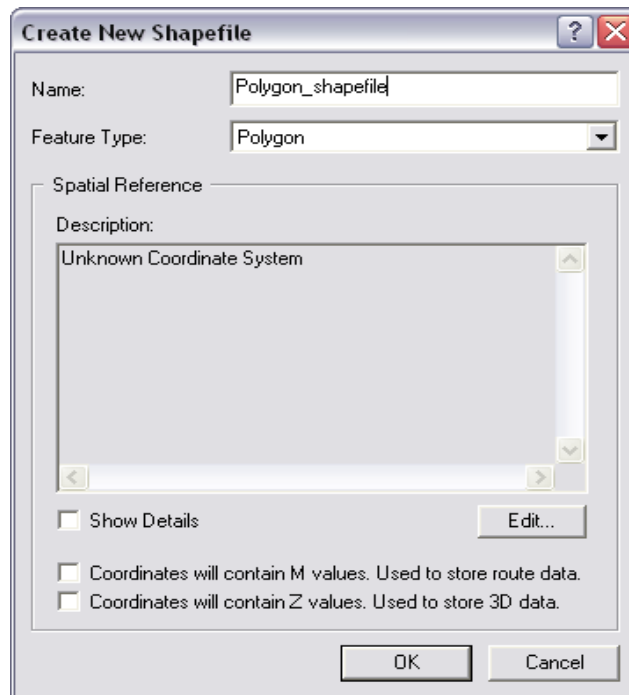 Create New Shapefile
Name:
Polygon_shapefile
Feature Type:
Polygon
Spatial Reference
Description:
Unknown Coordinate System
Show Details
Edit...
Coordinates will contain M values. Used to store route data.
Coordinates will contain Z values. Used to store 3D data.
OK
Cancel